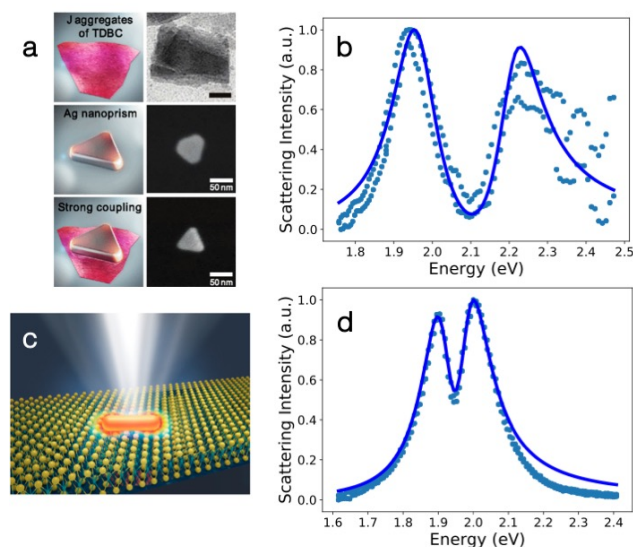 a
J aggregates
of TDBC
Ag nanoprism
50 nm
Strong coupling
50 nm
b
Scattering Intensity (a.u.)
1.0
0.8
0.6
0.4
0.2
0.0
1.8 1.9 2.0 2.1 2.2 2.3 2.4 2.5
Energy (eV)
c
d
Scattering Intensity (a.u.)
1.0
0.8
0.6
0.4
0.2
0.0
1.6 1.7 1.8 1.9 2.0 2.1 2.2 2.3 2.4
Energy (eV)